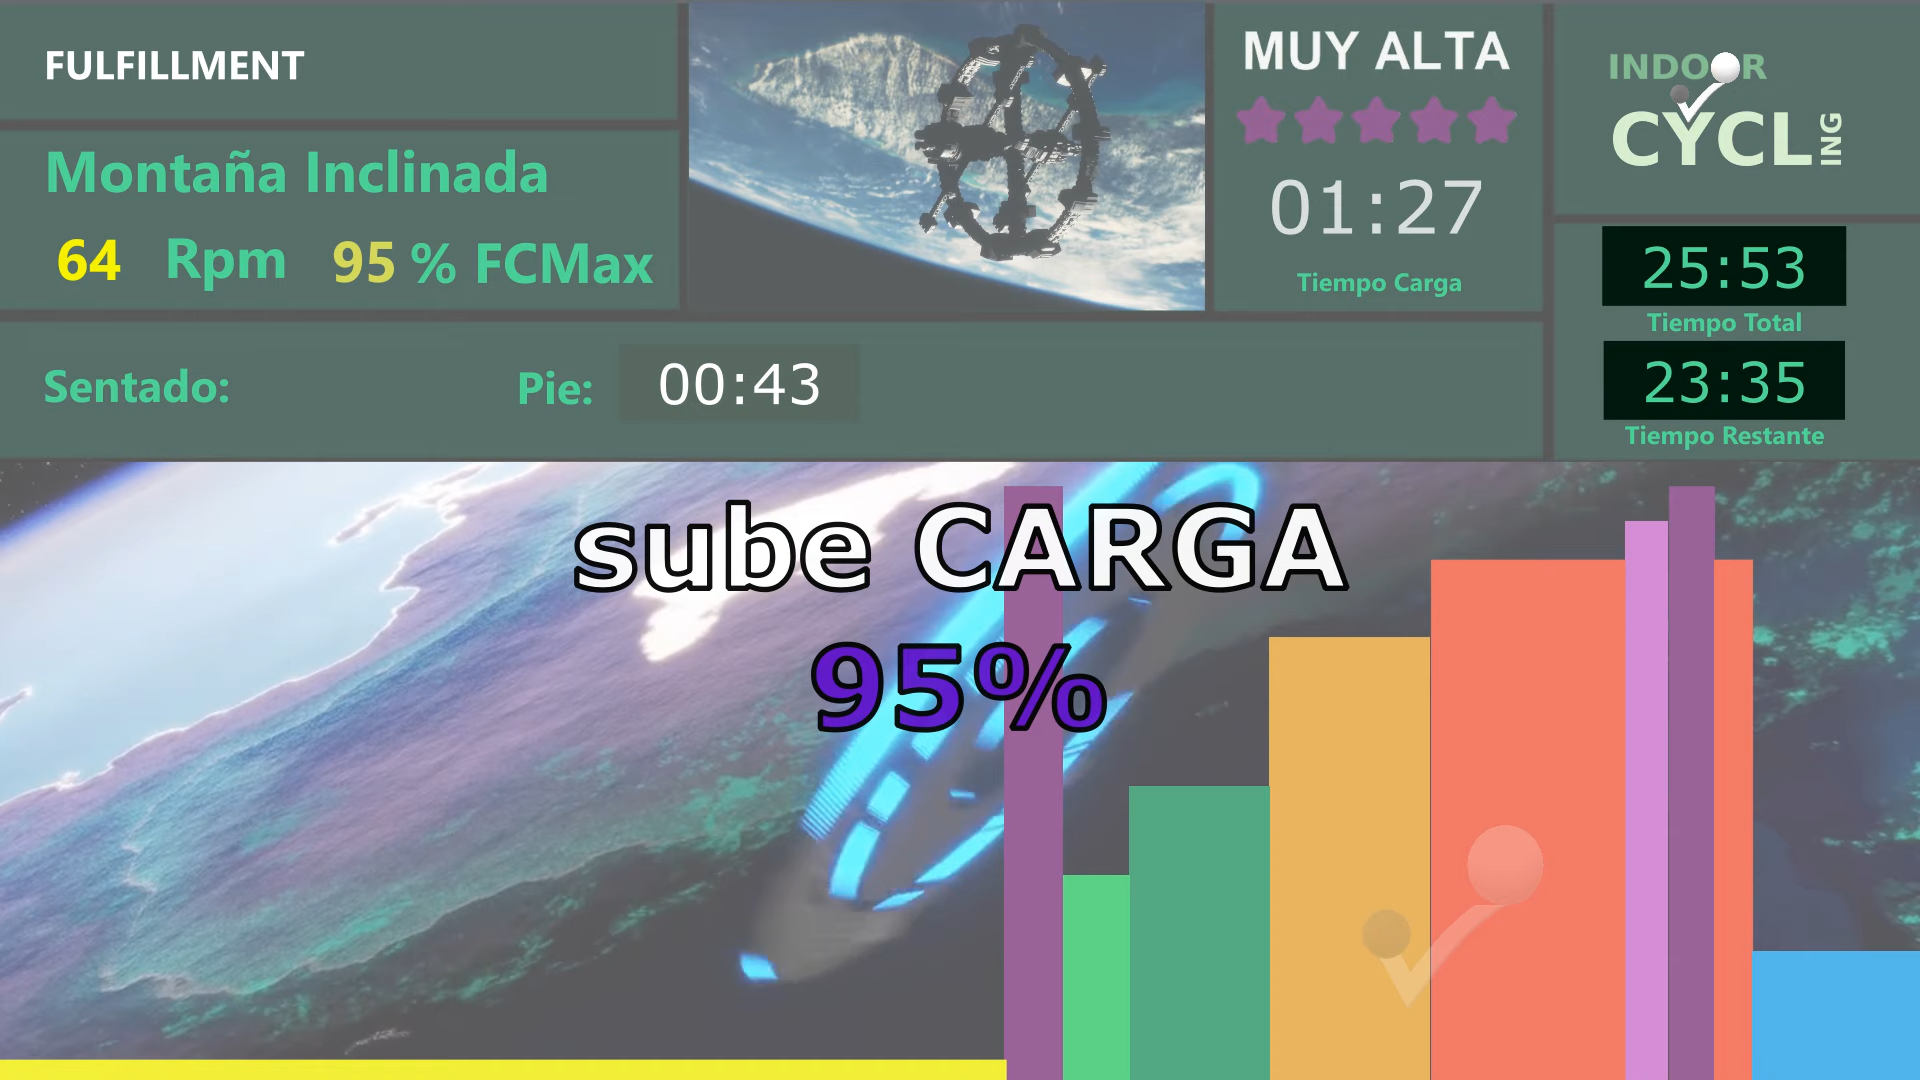 FULFILLMENT
Montaña Inclinada
64 Rpm 95 % FCMax
MUY ALTA
01:27
Tiempo Carga
INDOOR
CYCLING
25:53
Tiempo Total
23:35
Tiempo Restante
Sentado:
Pie: 00:43
sube CARGA
95%